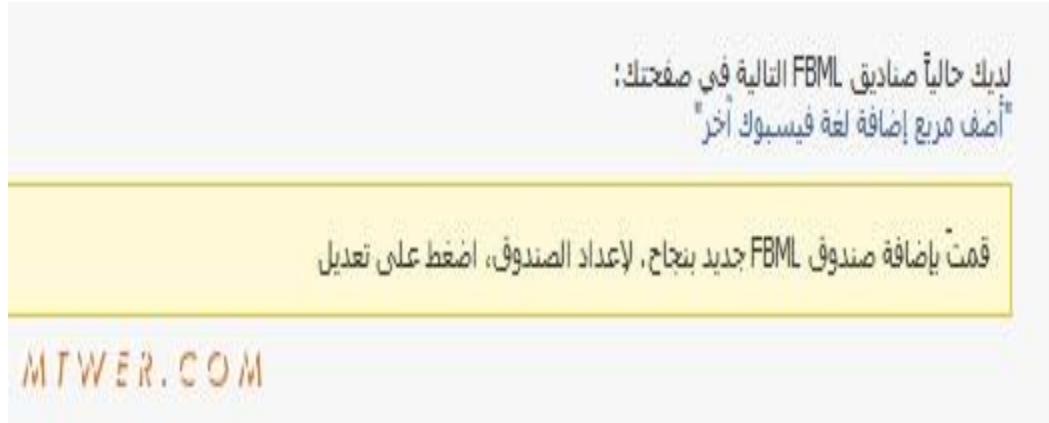 لديك حالياً صناديق FBML التالية في صفحتك:
"أضف مربع إضافة لغة فيسبوك آخر"
قمتَ بإضافة صندوق FBML جديد بنجاح. لإعداد الصندوق، اضغط على تعديل
MTWER.COM